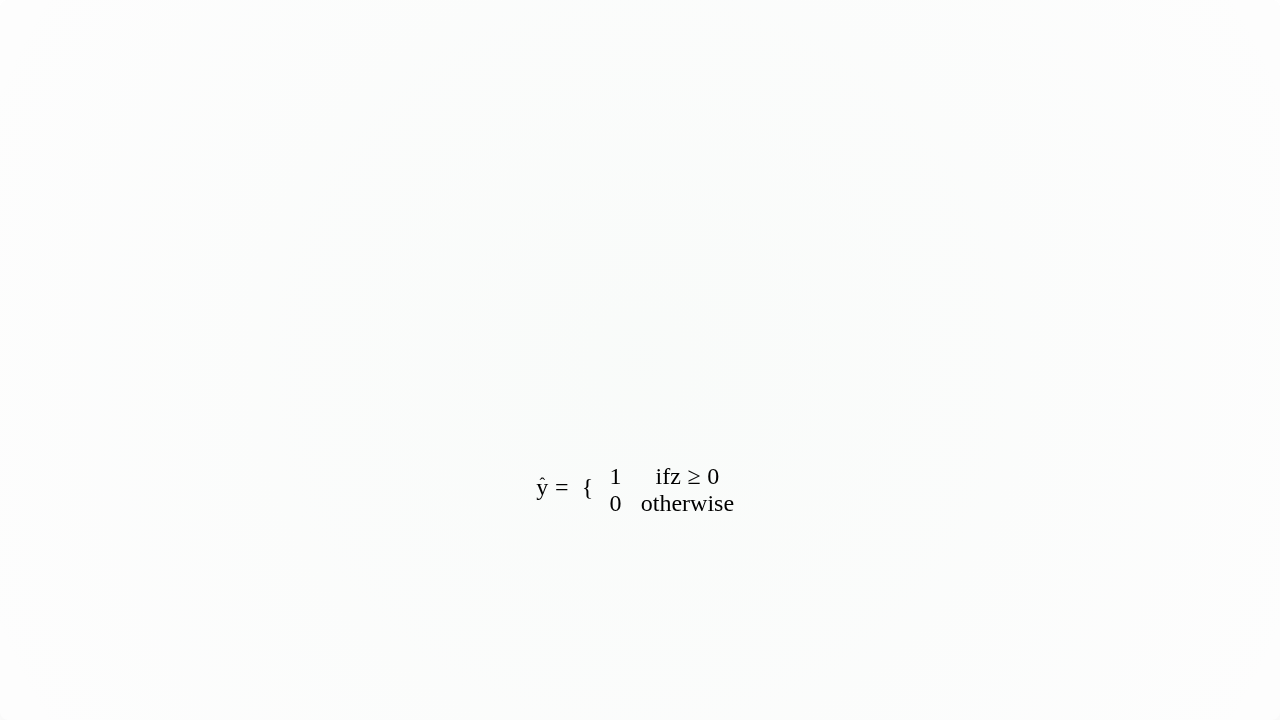 ŷ = { 1 ifz ≥ 0
0 otherwise